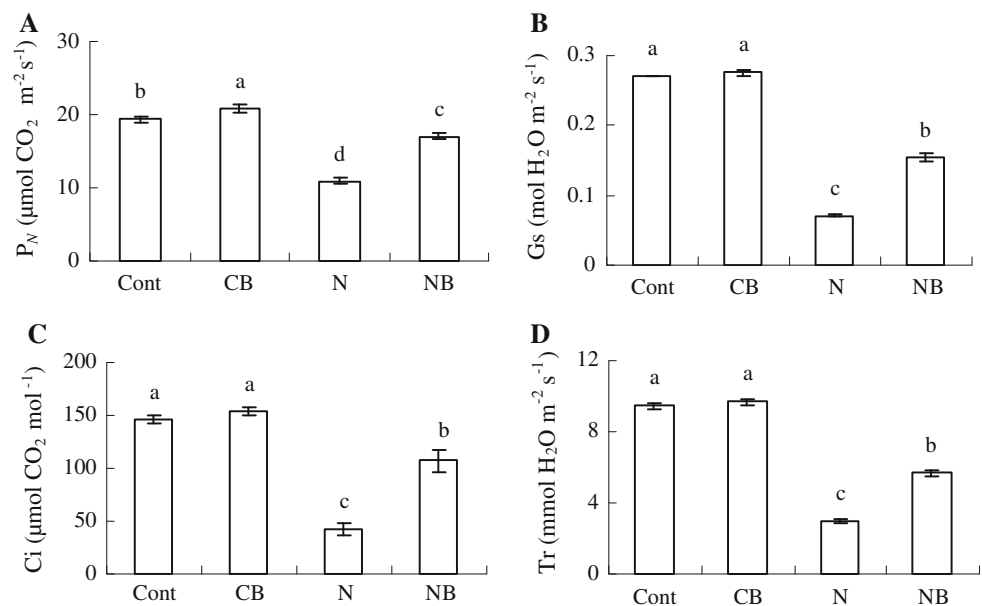 A
P_N (μmol CO₂ m⁻² s⁻¹)
30
20
10
0
b
a
d
c
Cont
CB
N
NB
B
Gs (mol H₂O m⁻² s⁻¹)
0.3
0.2
0.1
0
a
a
c
b
Cont
CB
N
NB
C
Ci (μmol CO₂ mol⁻¹)
200
150
100
50
0
a
a
c
b
Cont
CB
N
NB
D
Tr (mmol H₂O m⁻² s⁻¹)
12
8
4
0
a
a
c
b
Cont
CB
N
NB